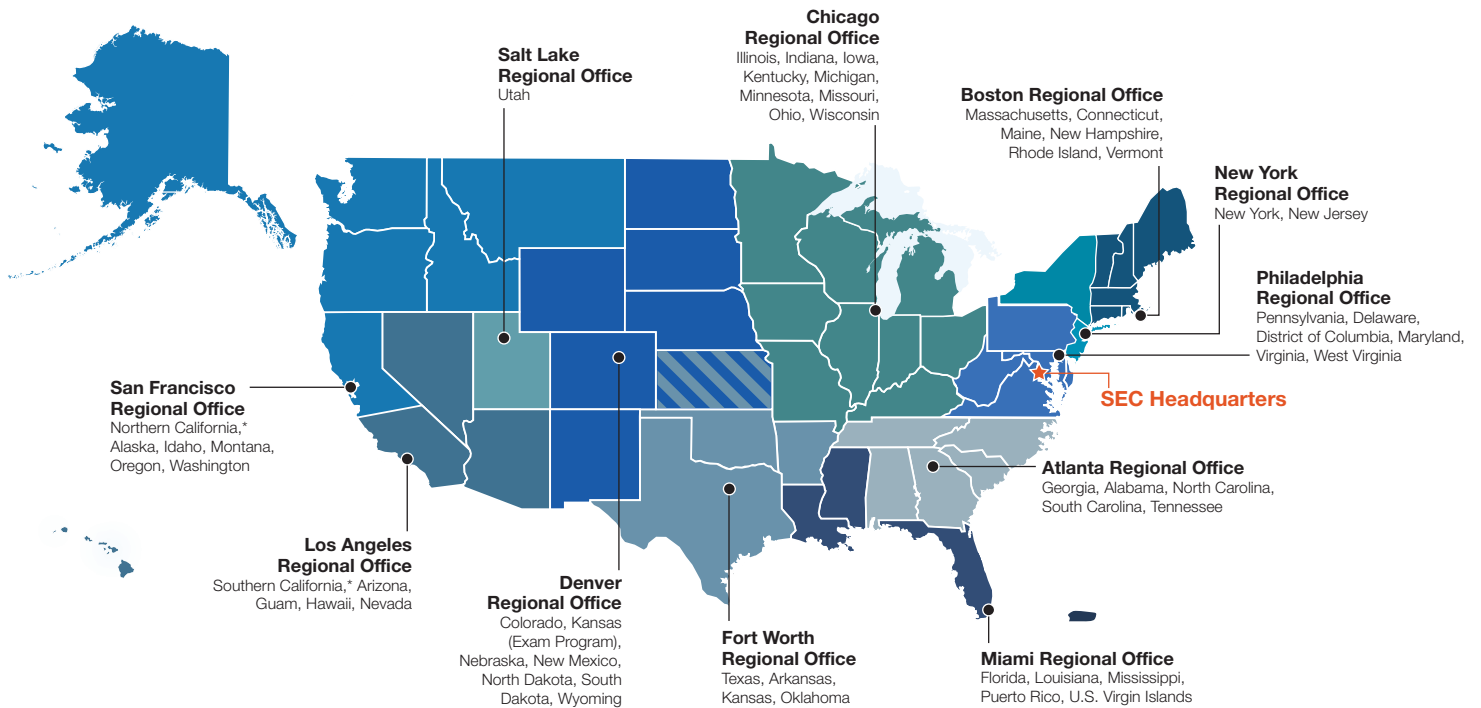 Chicago
Regional Office
Illinois, Indiana, Iowa,
Kentucky, Michigan,
Minnesota, Missouri,
Ohio, Wisconsin
Salt Lake
Regional Office
Utah
Boston Regional Office
Massachusetts, Connecticut,
Maine, New Hampshire,
Rhode Island, Vermont
New York
Regional Office
New York, New Jersey
Philadelphia
Regional Office
Pennsylvania, Delaware,
District of Columbia, Maryland,
Virginia, West Virginia
SEC Headquarters
San Francisco
Regional Office
Northern California,*
Alaska, Idaho, Montana,
Oregon, Washington
Atlanta Regional Office
Georgia, Alabama, North Carolina,
South Carolina, Tennessee
Los Angeles
Regional Office
Southern California,* Arizona,
Guam, Hawaii, Nevada
Denver
Regional Office
Colorado, Kansas
(Exam Program),
Nebraska, New Mexico,
North Dakota, South
Dakota, Wyoming
Fort Worth
Regional Office
Texas, Arkansas,
Kansas, Oklahoma
Miami Regional Office
Florida, Louisiana, Mississippi,
Puerto Rico, U.S. Virgin Islands